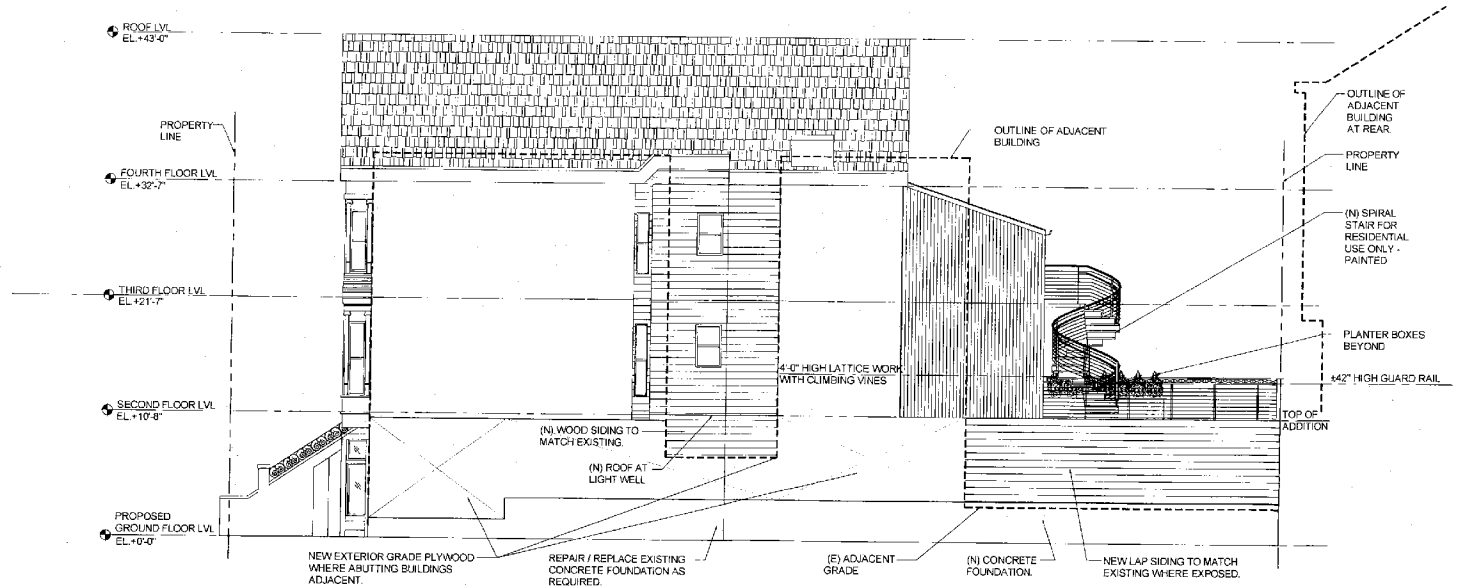 ROOF LVL
EL.+43'-0"
PROPERTY
LINE
OUTLINE OF ADJACENT
BUILDING
OUTLINE OF
ADJACENT
BUILDING
AT REAR.
PROPERTY
LINE
FOURTH FLOOR LVL
EL.+32'-7"
(N) SPIRAL
STAIR FOR
RESIDENTIAL
USE ONLY -
PAINTED
THIRD FLOOR LVL
EL.+21'-7"
PLANTER BOXES
BEYOND
4'-0" HIGH LATTICE WORK
WITH CLIMBING VINES
±42" HIGH GUARD RAIL
SECOND FLOOR LVL
EL.+10'-8"
TOP OF
ADDITION
(N) WOOD SIDING TO
MATCH EXISTING.
(N) ROOF AT
LIGHT WELL
PROPOSED
GROUND FLOOR LVL
EL.+0'-0"
NEW EXTERIOR GRADE PLYWOOD
WHERE ABUTTING BUILDINGS
ADJACENT.
REPAIR / REPLACE EXISTING
CONCRETE FOUNDATION AS
REQUIRED.
(E) ADJACENT
GRADE
(N) CONCRETE
FOUNDATION.
NEW LAP SIDING TO MATCH
EXISTING WHERE EXPOSED.